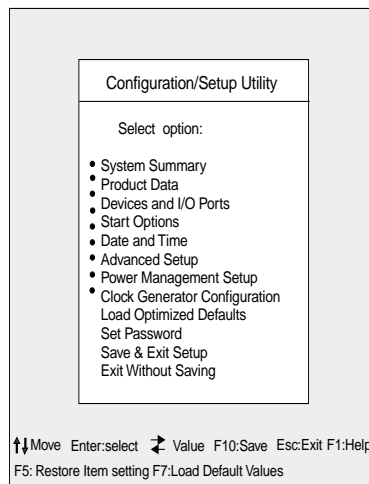 Configuration/Setup Utility
Select option:
• System Summary
• Product Data
• Devices and I/O Ports
• Start Options
• Date and Time
• Advanced Setup
• Power Management Setup
• Clock Generator Configuration
Load Optimized Defaults
Set Password
Save & Exit Setup
Exit Without Saving
↑↓Move Enter:select ⇄ Value F10:Save Esc:Exit F1:Help
F5: Restore Item setting F7:Load Default Values